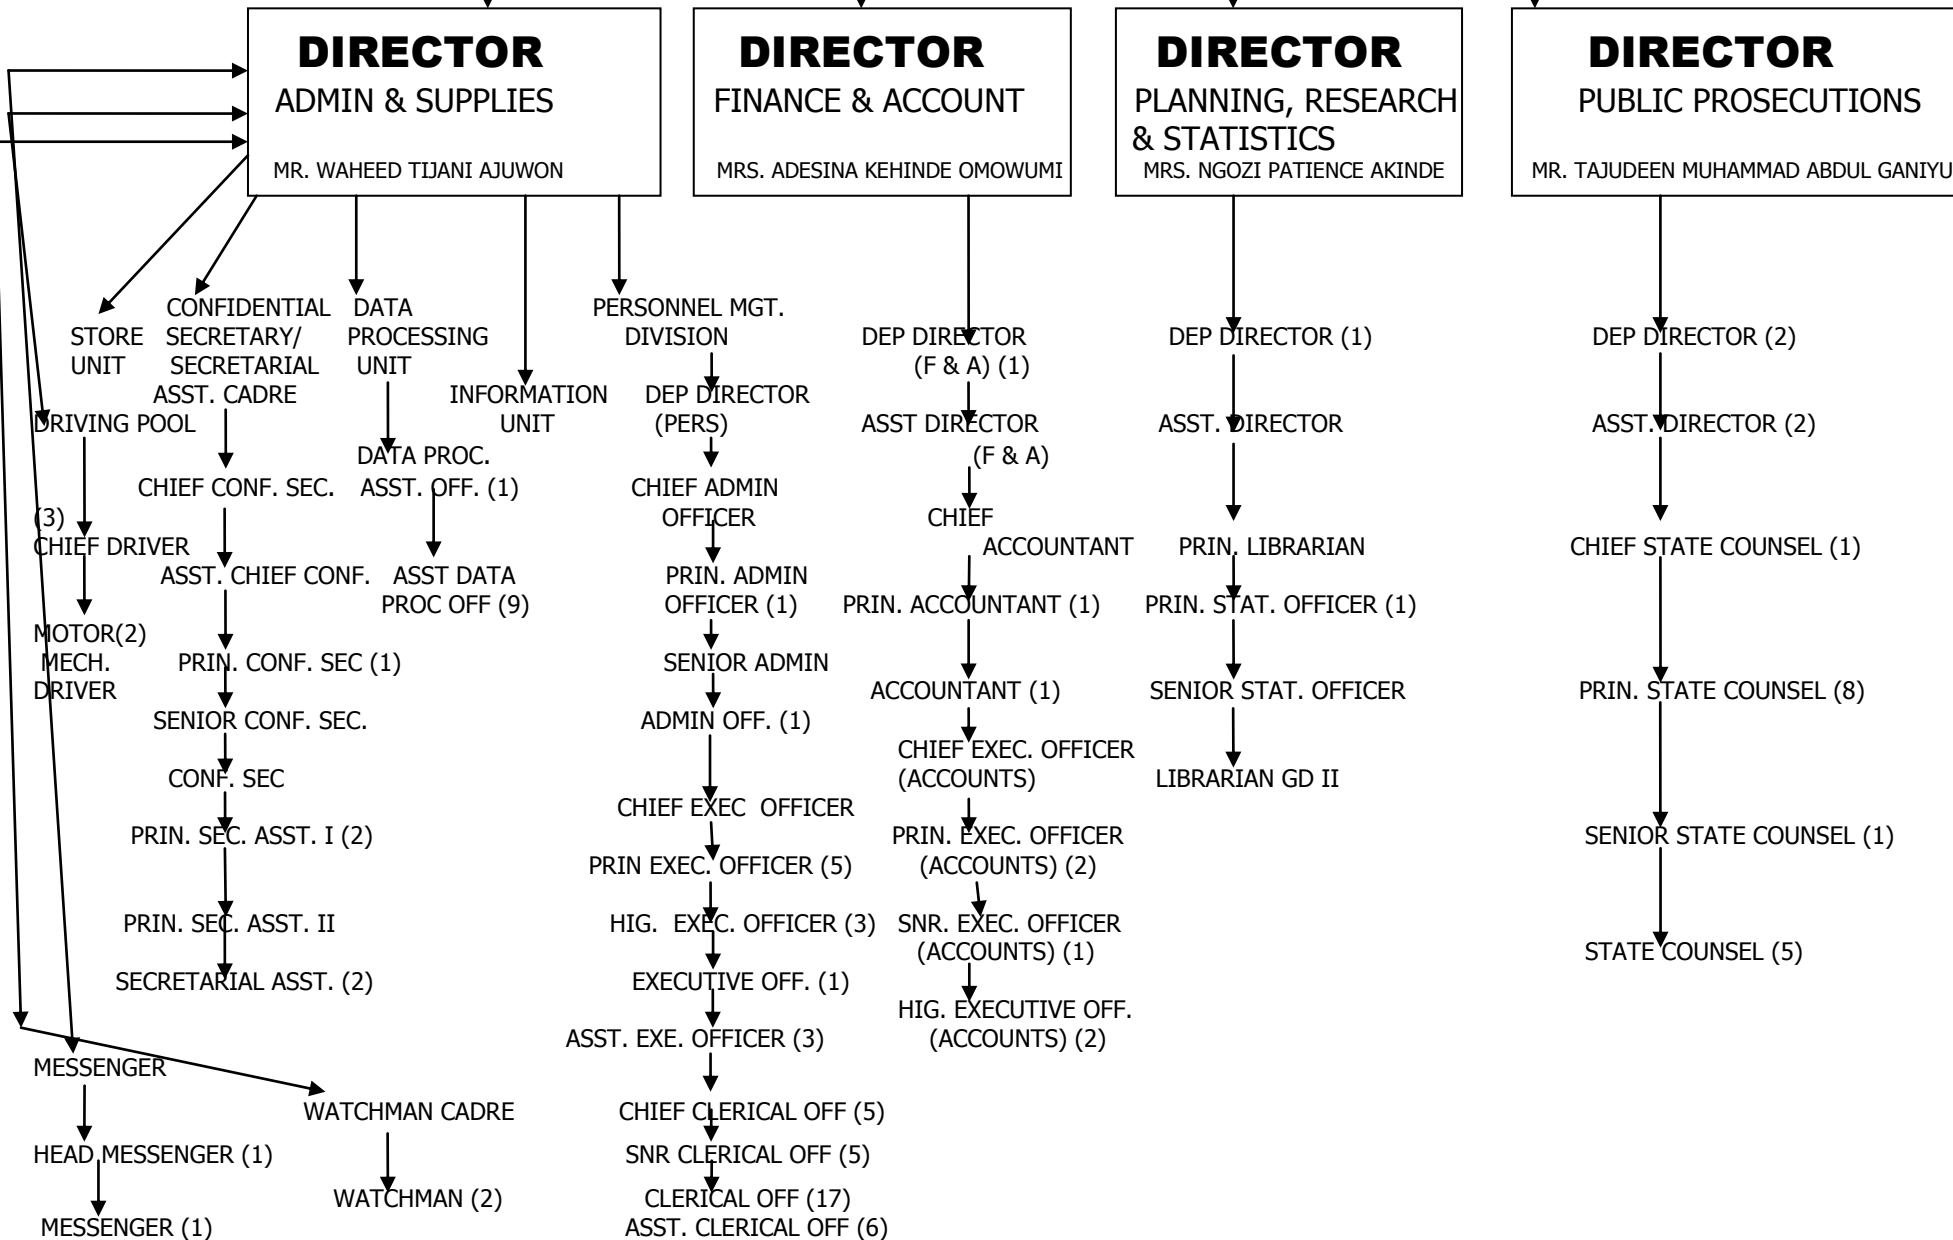 DIRECTOR
ADMIN & SUPPLIES
MR. WAHEED TIJANI AJUWON
DIRECTOR
FINANCE & ACCOUNT
MRS. ADESINA KEHINDE OMOWUMI
DIRECTOR
PLANNING, RESEARCH
& STATISTICS
MRS. NGOZI PATIENCE AKINDE
DIRECTOR
PUBLIC PROSECUTIONS
MR. TAJUDEEN MUHAMMAD ABDUL GANIYU
STORE
UNIT
DRIVING POOL
(3)
CHIEF DRIVER
MOTOR(2)
MECH.
DRIVER
MESSENGER
HEAD MESSENGER (1)
MESSENGER (1)
CONFIDENTIAL
SECRETARY/
SECRETARIAL
ASST. CADRE
CHIEF CONF. SEC.
ASST. CHIEF CONF.
PRIN. CONF. SEC (1)
SENIOR CONF. SEC.
CONF. SEC
PRIN. SEC. ASST. I (2)
PRIN. SEC. ASST. II
SECRETARIAL ASST. (2)
WATCHMAN CADRE
WATCHMAN (2)
DATA
PROCESSING
UNIT
DATA PROC.
ASST. OFF. (1)
ASST DATA
PROC OFF (9)
INFORMATION
UNIT
PERSONNEL MGT.
DIVISION
DEP DIRECTOR
(PERS)
CHIEF ADMIN
OFFICER
PRIN. ADMIN
OFFICER (1)
SENIOR ADMIN
ADMIN OFF. (1)
CHIEF EXEC OFFICER
PRIN EXEC. OFFICER (5)
HIG. EXEC. OFFICER (3)
EXECUTIVE OFF. (1)
ASST. EXE. OFFICER (3)
CHIEF CLERICAL OFF (5)
SNR CLERICAL OFF (5)
CLERICAL OFF (17)
ASST. CLERICAL OFF (6)
DEP DIRECTOR
(F & A) (1)
ASST DIRECTOR
(F & A)
CHIEF
ACCOUNTANT
PRIN. ACCOUNTANT (1)
ACCOUNTANT (1)
CHIEF EXEC. OFFICER
(ACCOUNTS)
PRIN. EXEC. OFFICER
(ACCOUNTS) (2)
SNR. EXEC. OFFICER
(ACCOUNTS) (1)
HIG. EXECUTIVE OFF.
(ACCOUNTS) (2)
DEP DIRECTOR (1)
ASST. DIRECTOR
PRIN. LIBRARIAN
PRIN. STAT. OFFICER (1)
SENIOR STAT. OFFICER
LIBRARIAN GD II
DEP DIRECTOR (2)
ASST. DIRECTOR (2)
CHIEF STATE COUNSEL (1)
PRIN. STATE COUNSEL (8)
SENIOR STATE COUNSEL (1)
STATE COUNSEL (5)